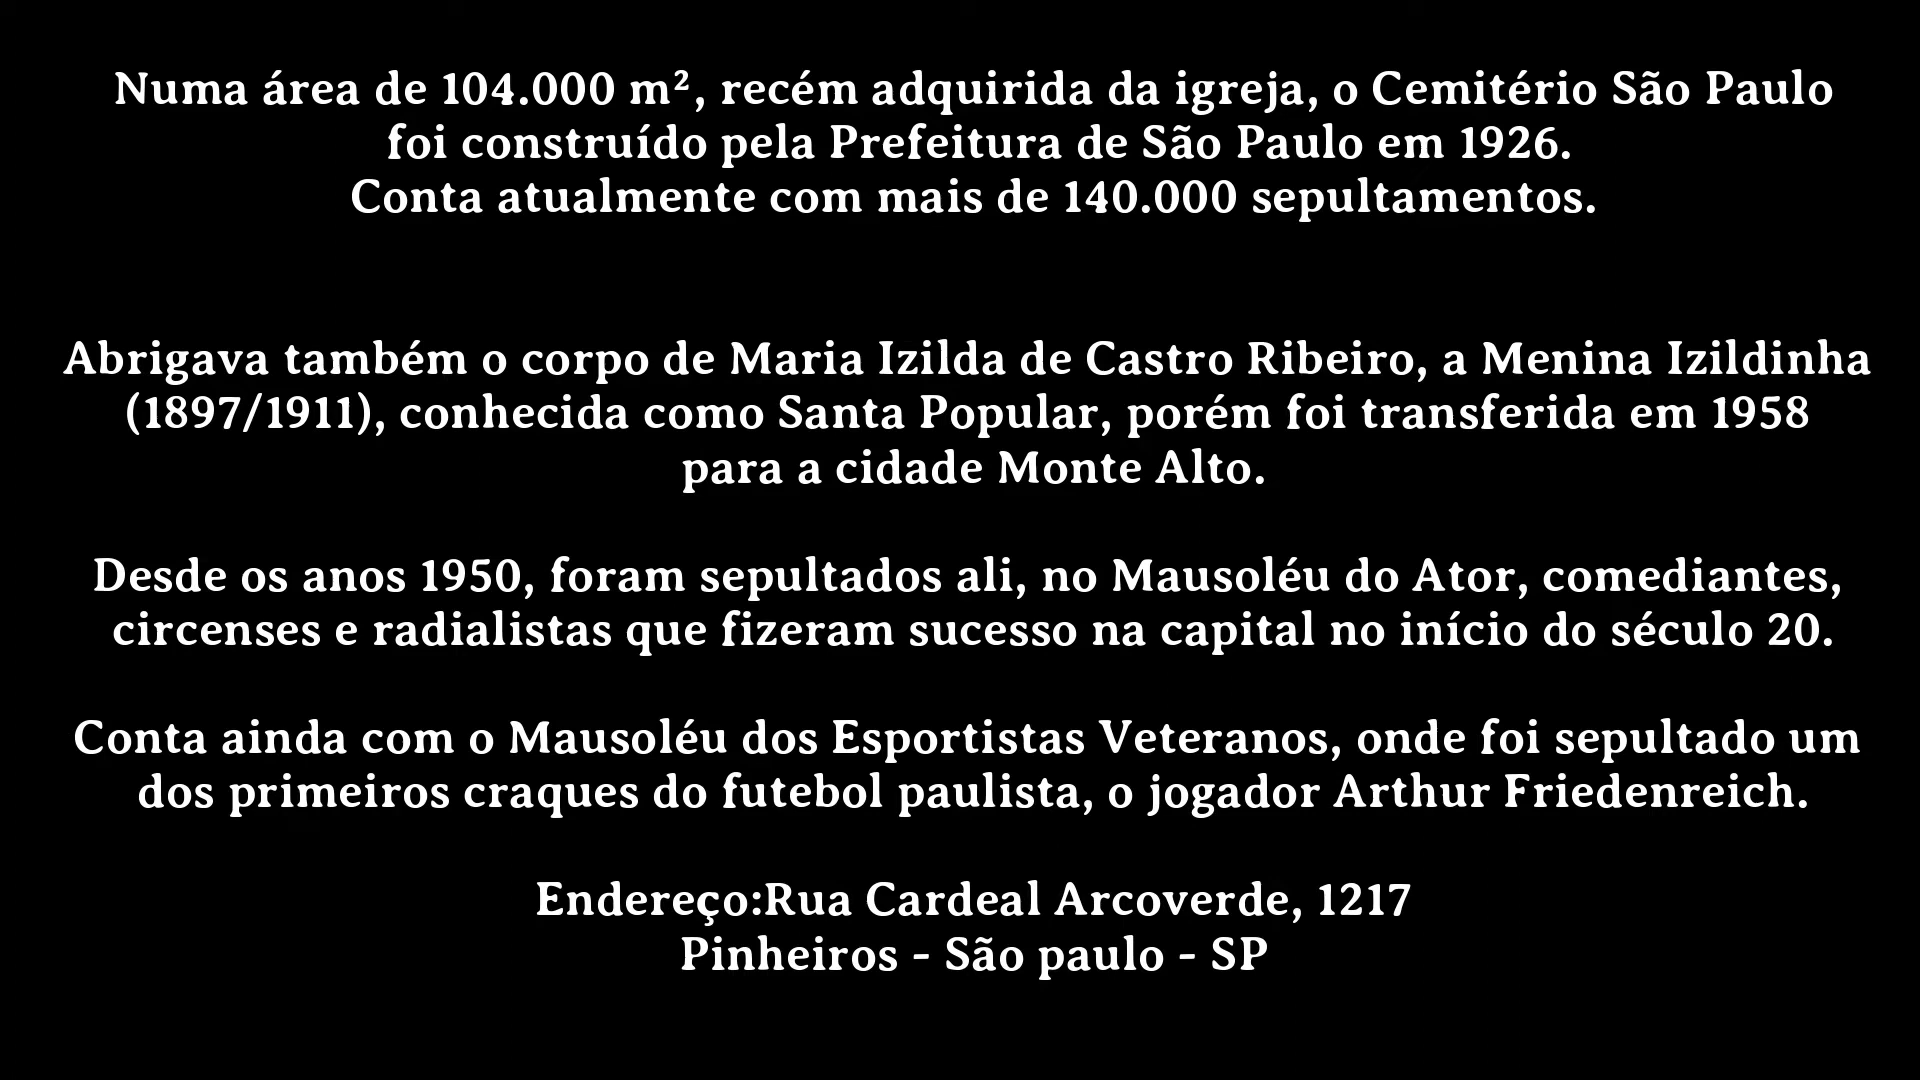 Numa área de 104.000 m², recém adquirida da igreja, o Cemitério São Paulo
foi construído pela Prefeitura de São Paulo em 1926.
Conta atualmente com mais de 140.000 sepultamentos.
Abrigava também o corpo de Maria Izilda de Castro Ribeiro, a Menina Izildinha
(1897/1911), conhecida como Santa Popular, porém foi transferida em 1958
para a cidade Monte Alto.
Desde os anos 1950, foram sepultados ali, no Mausoléu do Ator, comediantes,
circenses e radialistas que fizeram sucesso na capital no início do século 20.
Conta ainda com o Mausoléu dos Esportistas Veteranos, onde foi sepultado um
dos primeiros craques do futebol paulista, o jogador Arthur Friedenreich.
Endereço:Rua Cardeal Arcoverde, 1217
Pinheiros - São paulo - SP